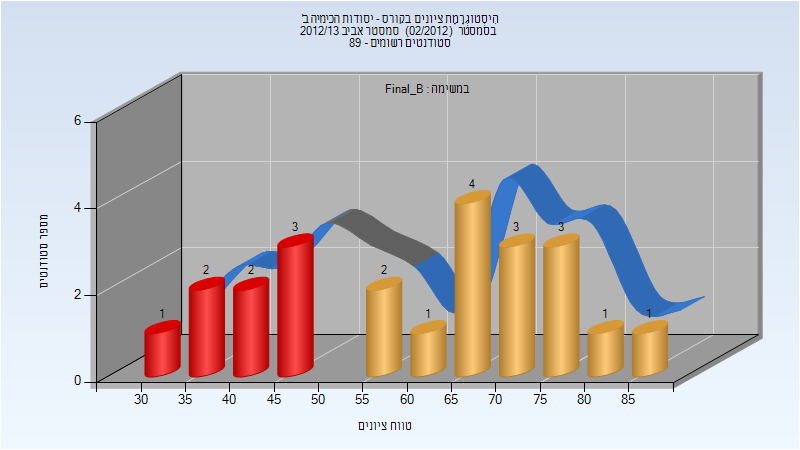 היסטוגרמת ציונים בקורס - יסודות הכימיה ב'
בסמסטר (02/2012) סמסטר אביב 2012/13
סטודנטים רשומים - 89
במשימה : Final_B
מספר סטודנטים
6
4
2
0
1
2
2
3
2
1
4
3
3
1
1
30 35 40 45 50 55 60 65 70 75 80 85
טווח ציונים